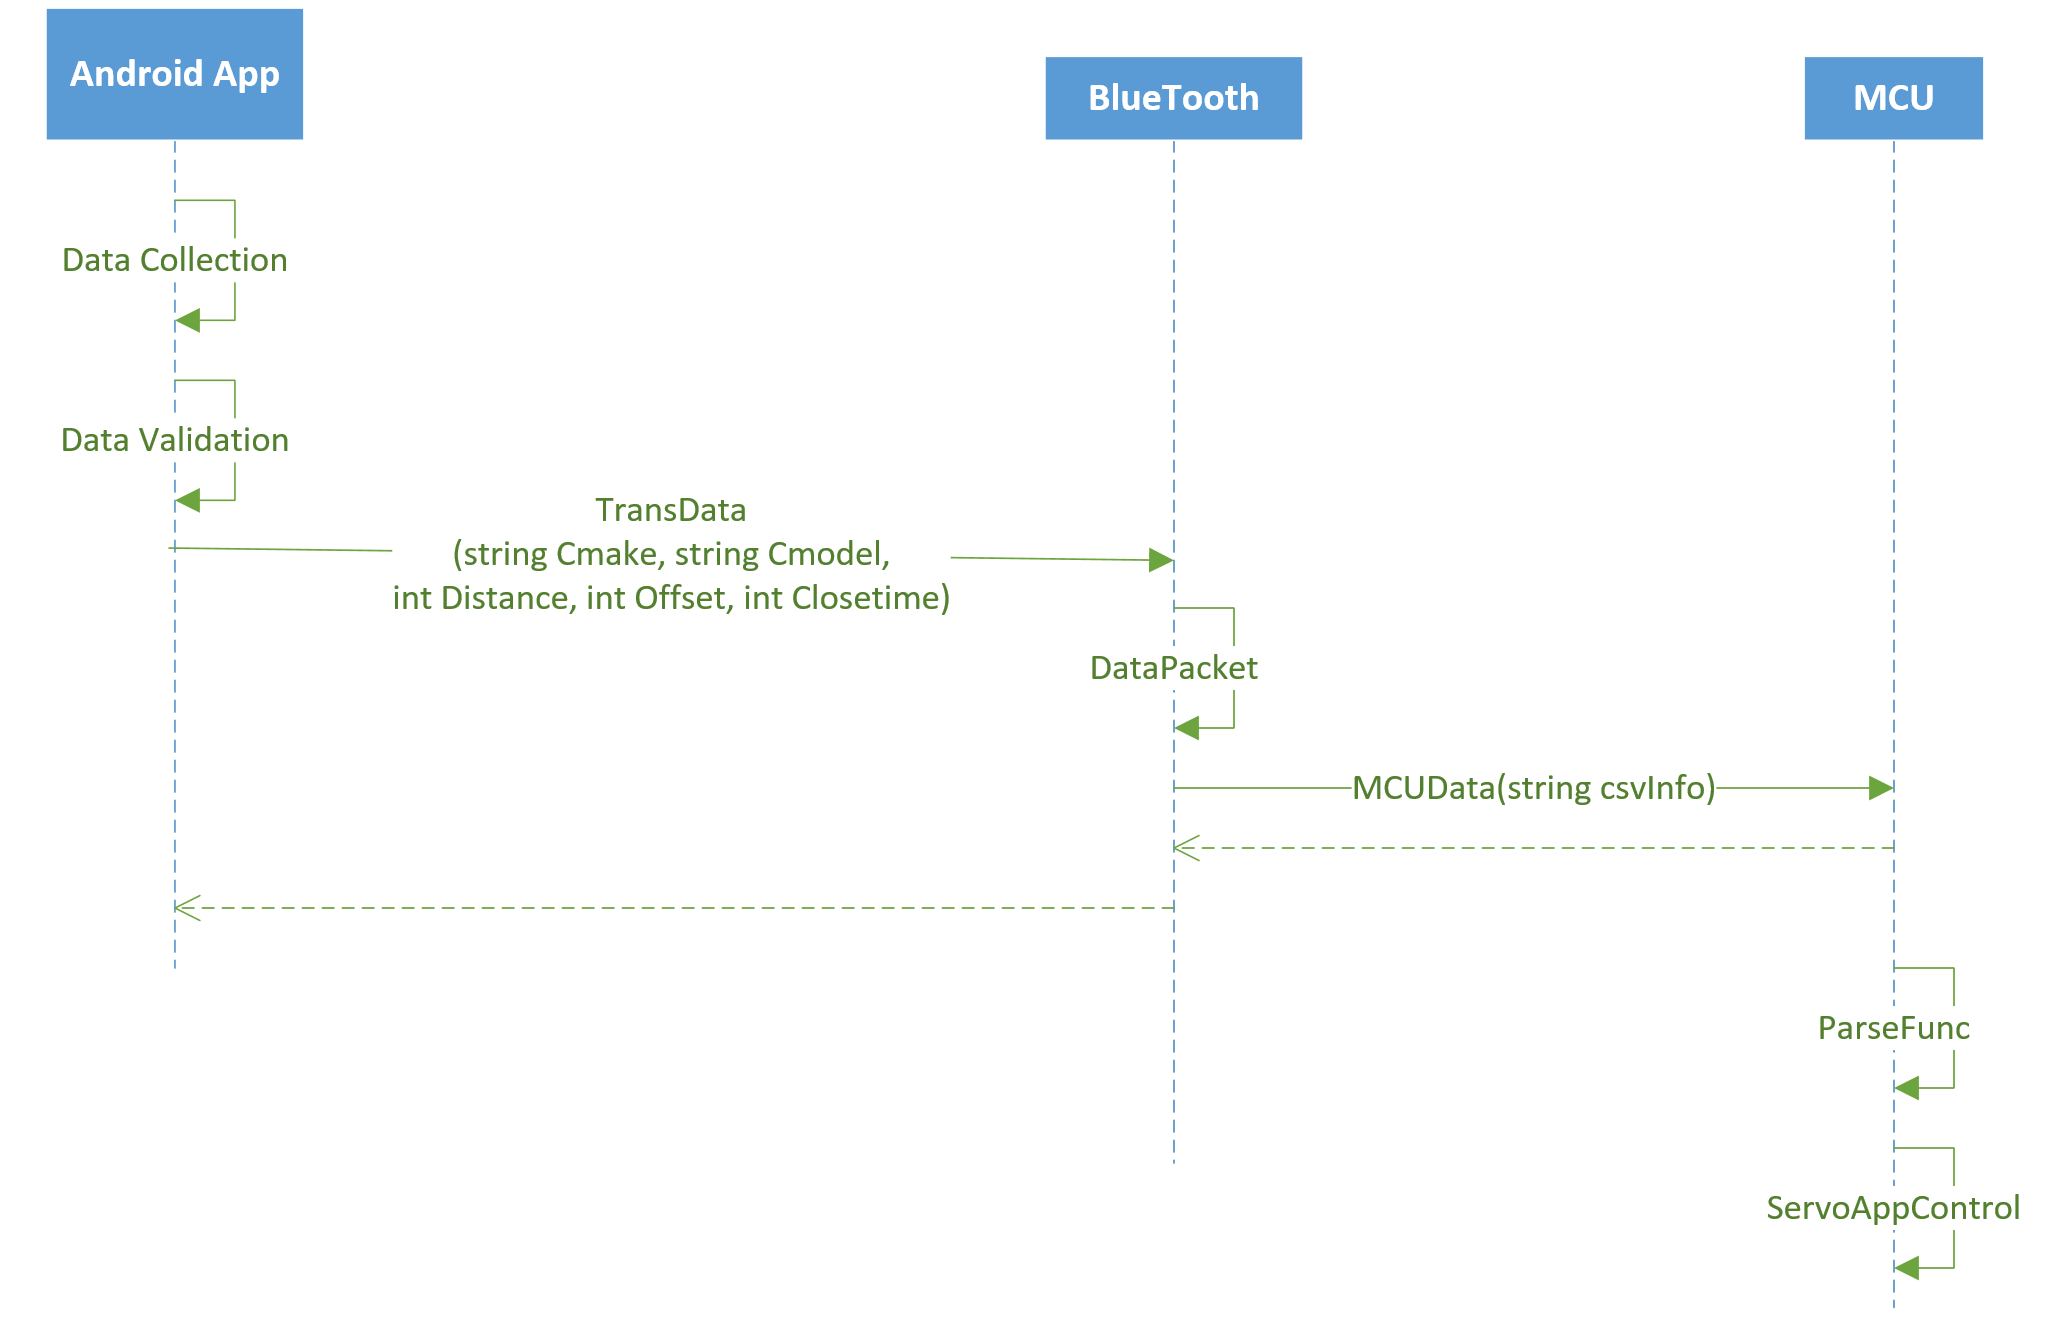 Android App
BlueTooth
MCU
Data Collection
Data Validation
TransData
(string Cmake, string Cmodel,
int Distance, int Offset, int Closetime)
DataPacket
MCUData(string csvInfo)
ParseFunc
ServoAppControl